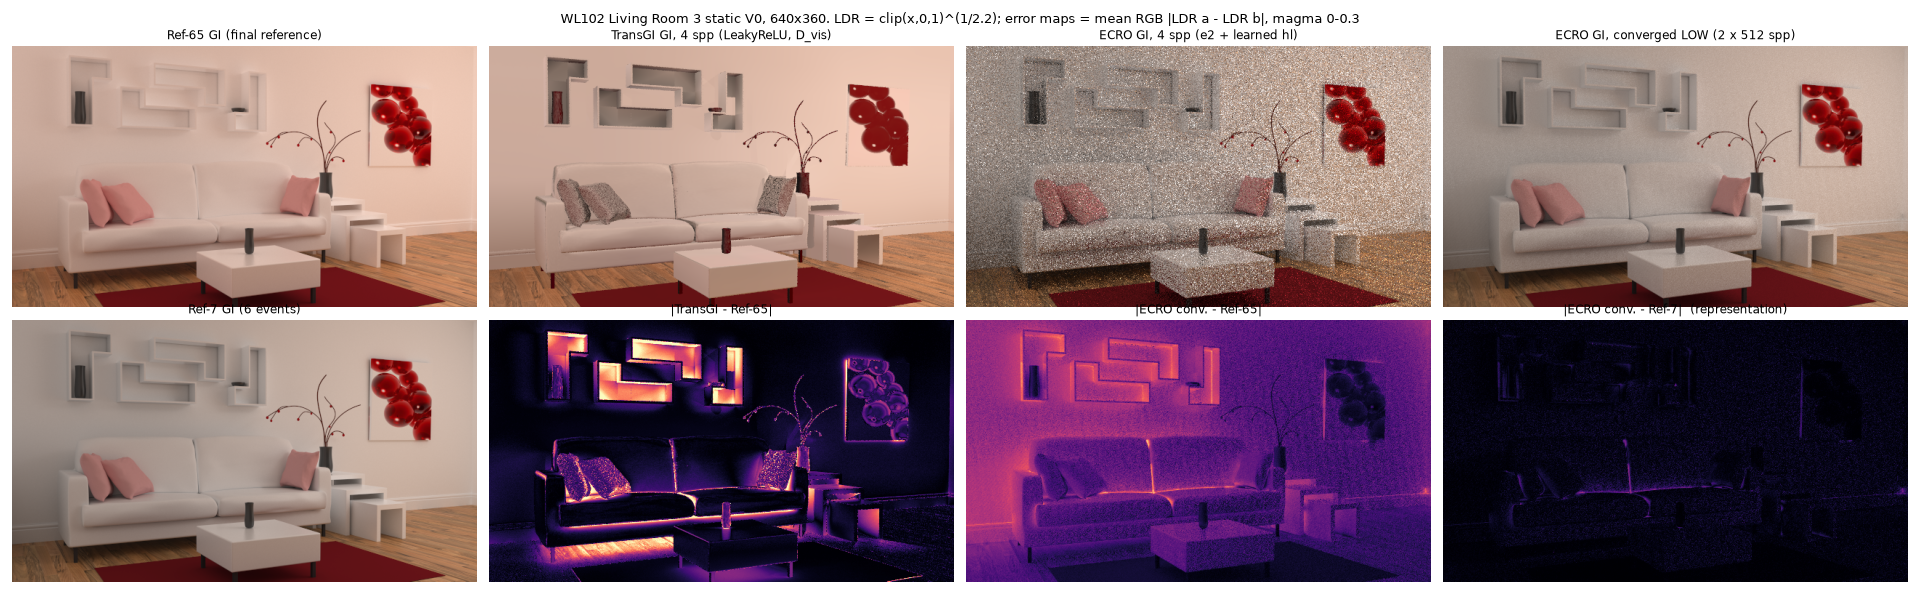 WL102 Living Room 3 static V0, 640x360. LDR = clip(x,0,1)^(1/2.2); error maps = mean RGB |LDR a - LDR b|, magma 0-0.3
Ref-65 GI (final reference)
TransGI GI, 4 spp (LeakyReLU, D_vis)
ECRO GI, 4 spp (e2 + learned hl)
ECRO GI, converged LOW (2 x 512 spp)
Ref-7 GI (6 events)
|TransGI - Ref-65|
|ECRO conv. - Ref-65|
|ECRO conv. - Ref-7| (representation)